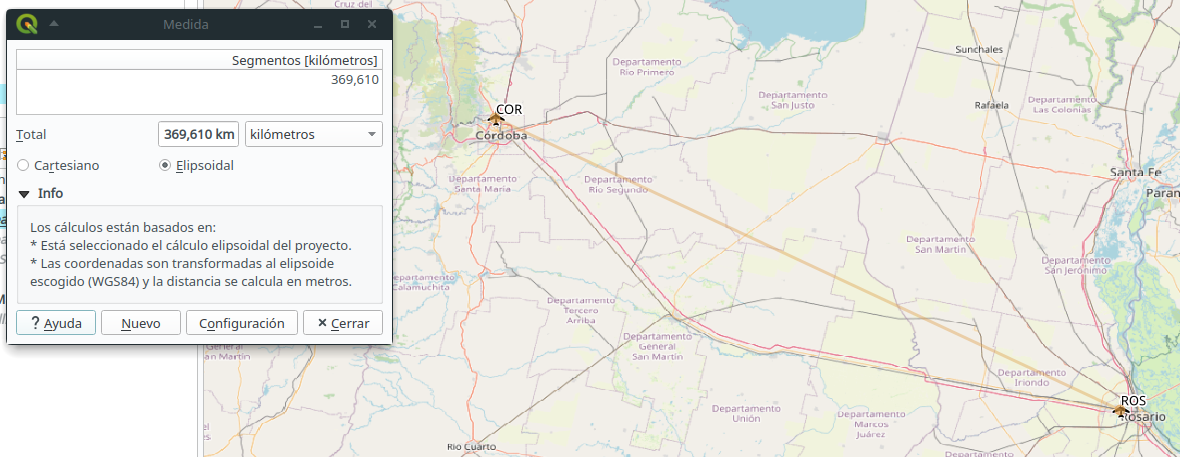 Medida
Segmentos [kilómetros]
369,610
Total
369,610 km
kilómetros
Cartesiano
Elipsoidal
Info
Los cálculos están basados en:
* Está seleccionado el cálculo elipsoidal del proyecto.
* Las coordenadas son transformadas al elipsoide
escogido (WGS84) y la distancia se calcula en metros.
? Ayuda
Nuevo
Configuración
Cerrar
Cruz del
Departamento
Río Primero
Sunchales
Departamento
San Justo
Rafaela
Departamento
Las Colonias
COR
Córdoba
Santa Fe
Paran
Departamento
Santa María
Departamento
Río Segundo
Departamento
San Martín
Departamento
San Jerónimo
Departamento
Calamuchita
Departamento
Tercero
Arriba
Departamento
General
San Martín
General
San Martín
Departamento
Iriondo
ROS
Rosario
Departamento
Unión
Departamento
Marcos
Juárez
Río Cuarto